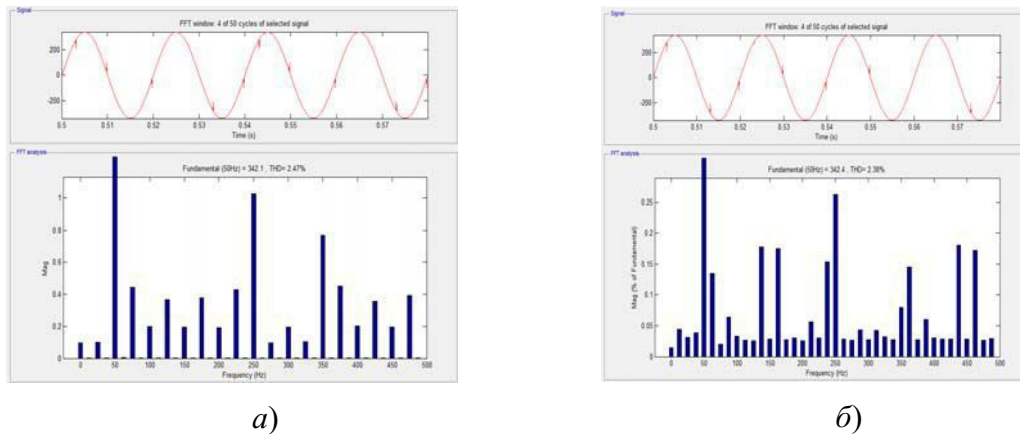 Signal
FFT window: 4 of 50 cycles of selected signal
200
0
-200
0.5 0.51 0.52 0.53 0.54 0.55 0.56 0.57
Time (s)
FFT analysis
Fundamental (50Hz) = 342.1 , THD= 2.47%
1
0.8
0.6
0.4
0.2
0
Mag
0 50 100 150 200 250 300 350 400 450 500
Frequency (Hz)
а)
Signal
FFT window: 4 of 50 cycles of selected signal
200
0
-200
0.5 0.51 0.52 0.53 0.54 0.55 0.56 0.57
Time (s)
FFT analysis
Fundamental (50Hz) = 342.4 , THD= 2.38%
0.25
0.2
0.15
0.1
0.05
0
Mag (% of Fundamental)
0 50 100 150 200 250 300 350 400 450 500
Frequency (Hz)
б)